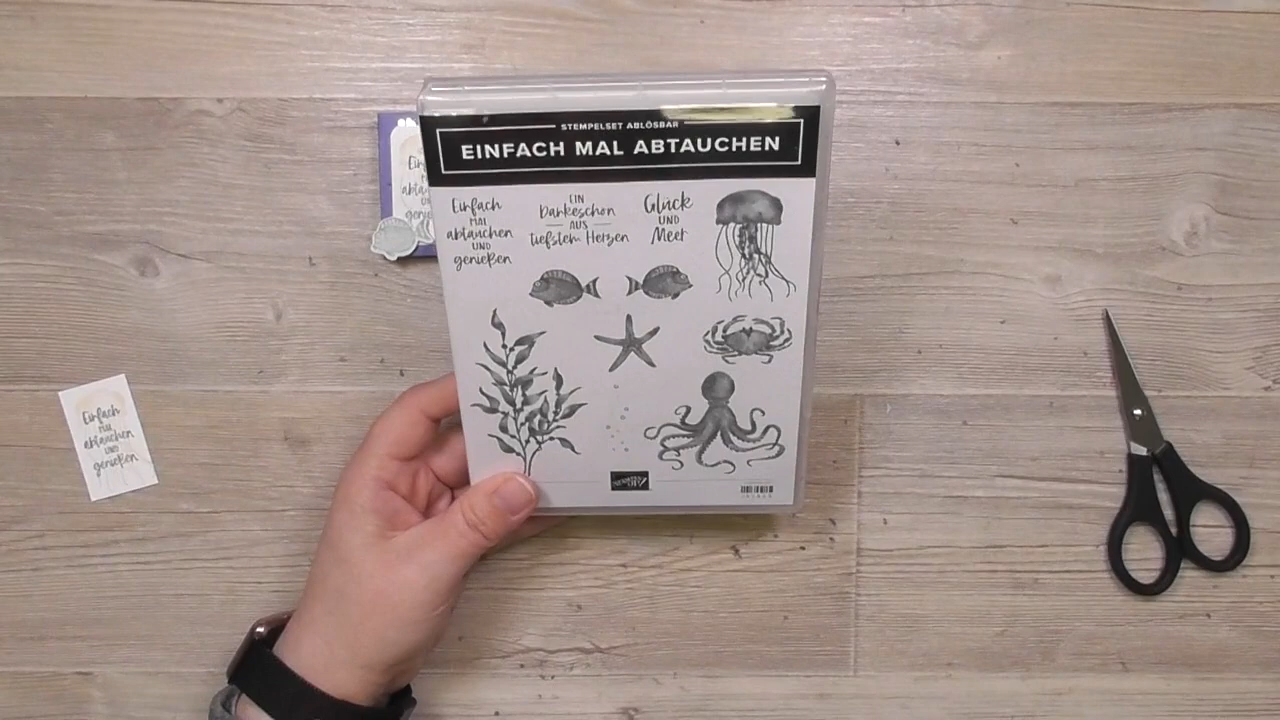 STEMPELSET ABLÖSBAR
EINFACH MAL ABTAUCHEN
Einfach
MAL
abtauchen
UND
genießen
EIN
Dankeschön
AUS
tiefstem Herzen
Glück
UND
Meer
Einfach
MAL
abtauchen
UND
genießen